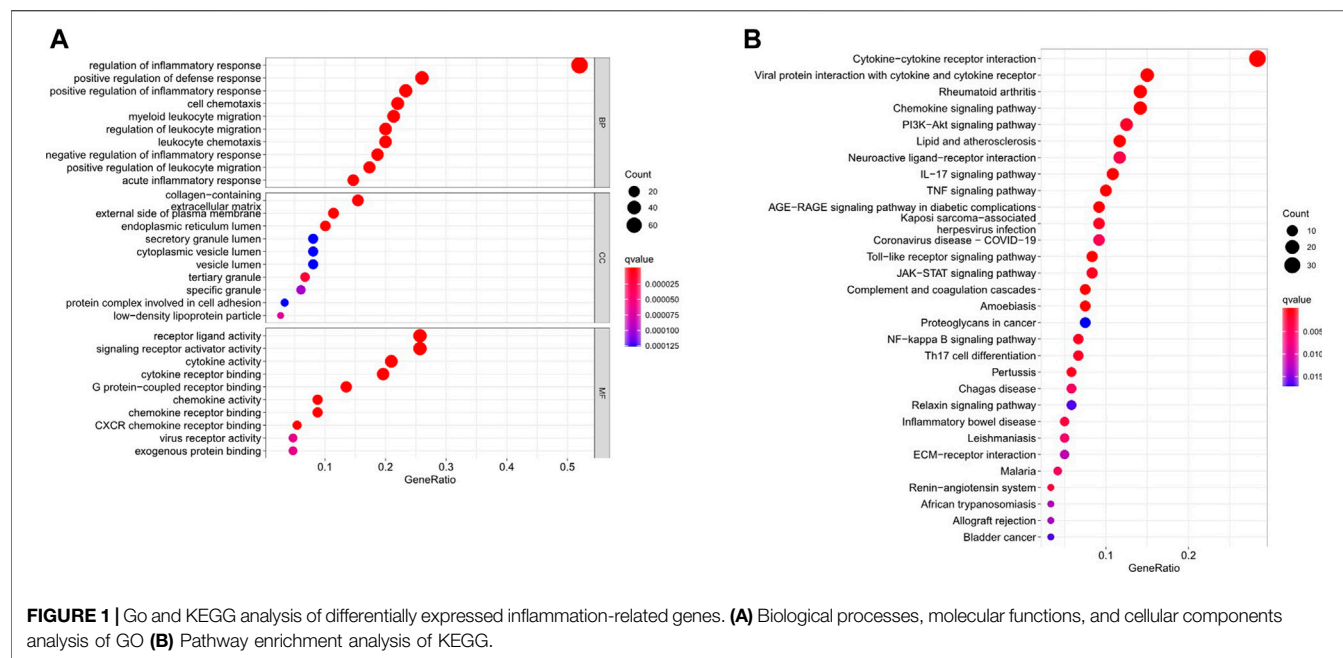 A
regulation of inflammatory response
positive regulation of defense response
positive regulation of inflammatory response
cell chemotaxis
myeloid leukocyte migration
regulation of leukocyte migration
leukocyte chemotaxis
negative regulation of inflammatory response
positive regulation of leukocyte migration
acute inflammatory response
BP
collagen−containing
extracellular matrix
external side of plasma membrane
endoplasmic reticulum lumen
secretory granule lumen
cytoplasmic vesicle lumen
vesicle lumen
tertiary granule
specific granule
protein complex involved in cell adhesion
low−density lipoprotein particle
CC
receptor ligand activity
signaling receptor activator activity
cytokine activity
cytokine receptor binding
G protein−coupled receptor binding
chemokine activity
chemokine receptor binding
CXCR chemokine receptor binding
virus receptor activity
exogenous protein binding
MF
0.1 0.2 0.3 0.4 0.5
GeneRatio
Count
20
40
60
qvalue
0.000025
0.000050
0.000075
0.000100
0.000125
B
Cytokine−cytokine receptor interaction
Viral protein interaction with cytokine and cytokine receptor
Rheumatoid arthritis
Chemokine signaling pathway
PI3K−Akt signaling pathway
Lipid and atherosclerosis
Neuroactive ligand−receptor interaction
IL−17 signaling pathway
TNF signaling pathway
AGE−RAGE signaling pathway in diabetic complications
Kaposi sarcoma−associated
herpesvirus infection
Coronavirus disease − COVID−19
Toll−like receptor signaling pathway
JAK−STAT signaling pathway
Complement and coagulation cascades
Amoebiasis
Proteoglycans in cancer
NF−kappa B signaling pathway
Th17 cell differentiation
Pertussis
Chagas disease
Relaxin signaling pathway
Inflammatory bowel disease
Leishmaniasis
ECM−receptor interaction
Malaria
Renin−angiotensin system
African trypanosomiasis
Allograft rejection
Bladder cancer
0.1 0.2
GeneRatio
Count
10
20
30
qvalue
0.005
0.010
0.015
FIGURE 1 | Go and KEGG analysis of differentially expressed inflammation-related genes. (A) Biological processes, molecular functions, and cellular components
analysis of GO (B) Pathway enrichment analysis of KEGG.